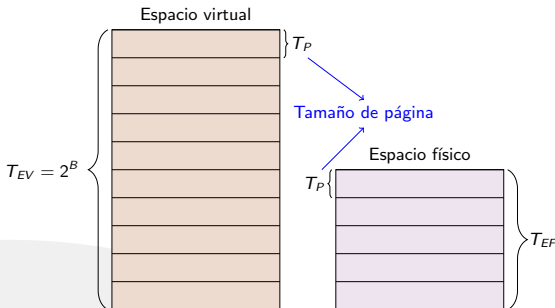 Espacio virtual
T_P
Tamaño de página
T_EV = 2^B
Espacio físico
T_P
T_EF